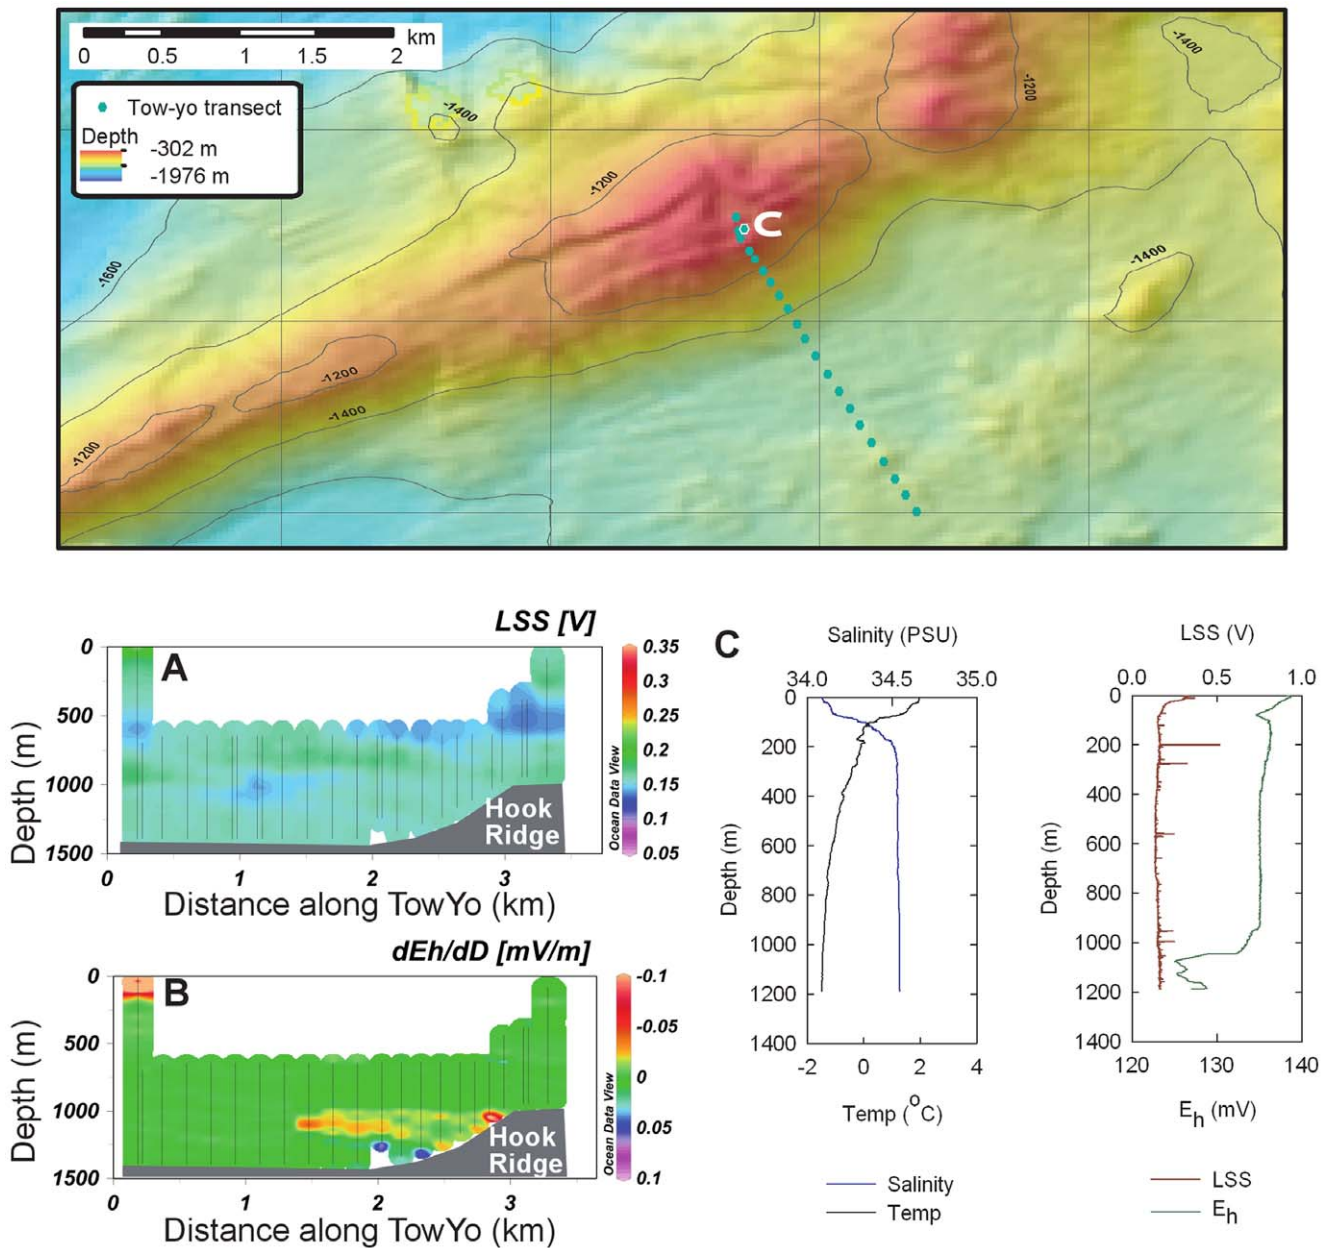 km
0 0.5 1 1.5 2
Tow-yo transect
Depth
-302 m
-1976 m
-1400
-1400
-1200
-1200
C
-1600
-1400
-1200
-1400
-1200
LSS [V]
A
0
500
1000
1500
Depth (m)
Hook
Ridge
0 1 2 3
Distance along TowYo (km)
0.35
0.3
0.25
0.2
0.15
0.1
0.05
Ocean Data View
dEh/dD [mV/m]
B
0
500
1000
1500
Depth (m)
Hook
Ridge
0 1 2 3
Distance along TowYo (km)
-0.1
-0.05
0
0.05
0.1
Ocean Data View
C
Salinity (PSU)
34.0 34.5 35.0
0
200
400
600
800
1000
1200
1400
Depth (m)
-2 0 2 4
Temp (°C)
Salinity
Temp
LSS (V)
0.0 0.5 1.0
0
200
400
600
800
1000
1200
1400
Depth (m)
120 130 140
Eh (mV)
LSS
Eh